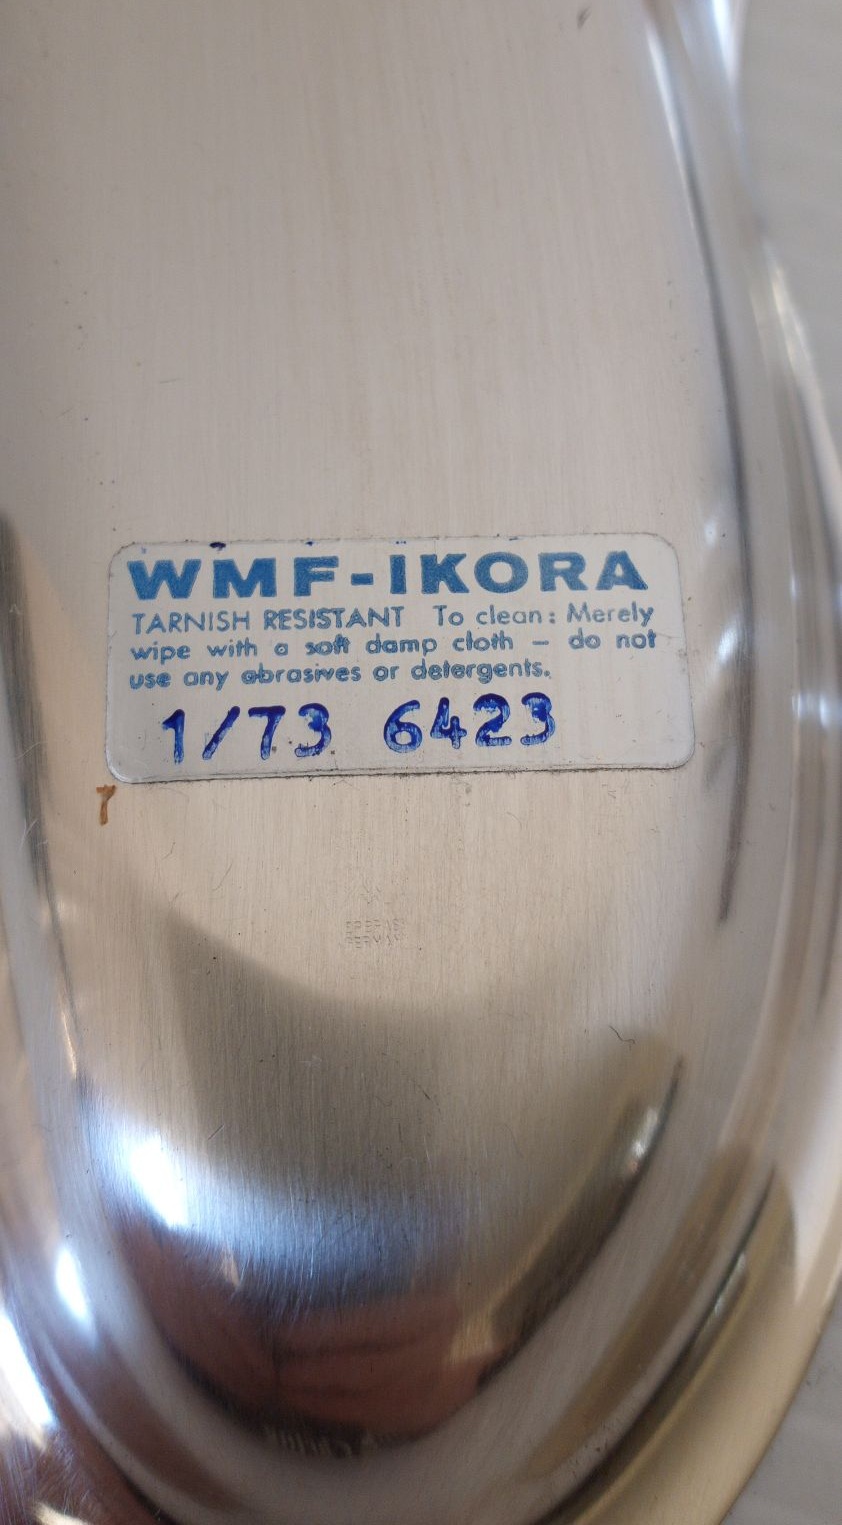 WMF-IKORA
TARNISH RESISTANT To clean: Merely
wipe with a soft damp cloth – do not
use any abrasives or detergents.
1/73 6423